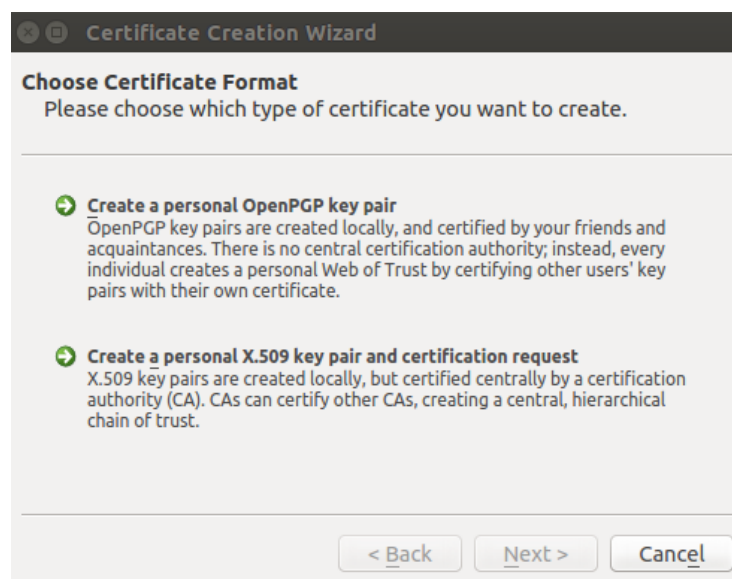 Certificate Creation Wizard
Choose Certificate Format
Please choose which type of certificate you want to create.
Create a personal OpenPGP key pair
OpenPGP key pairs are created locally, and certified by your friends and
acquaintances. There is no central certification authority; instead, every
individual creates a personal Web of Trust by certifying other users' key
pairs with their own certificate.
Create a personal X.509 key pair and certification request
X.509 key pairs are created locally, but certified centrally by a certification
authority (CA). CAs can certify other CAs, creating a central, hierarchical
chain of trust.
< Back Next > Cancel